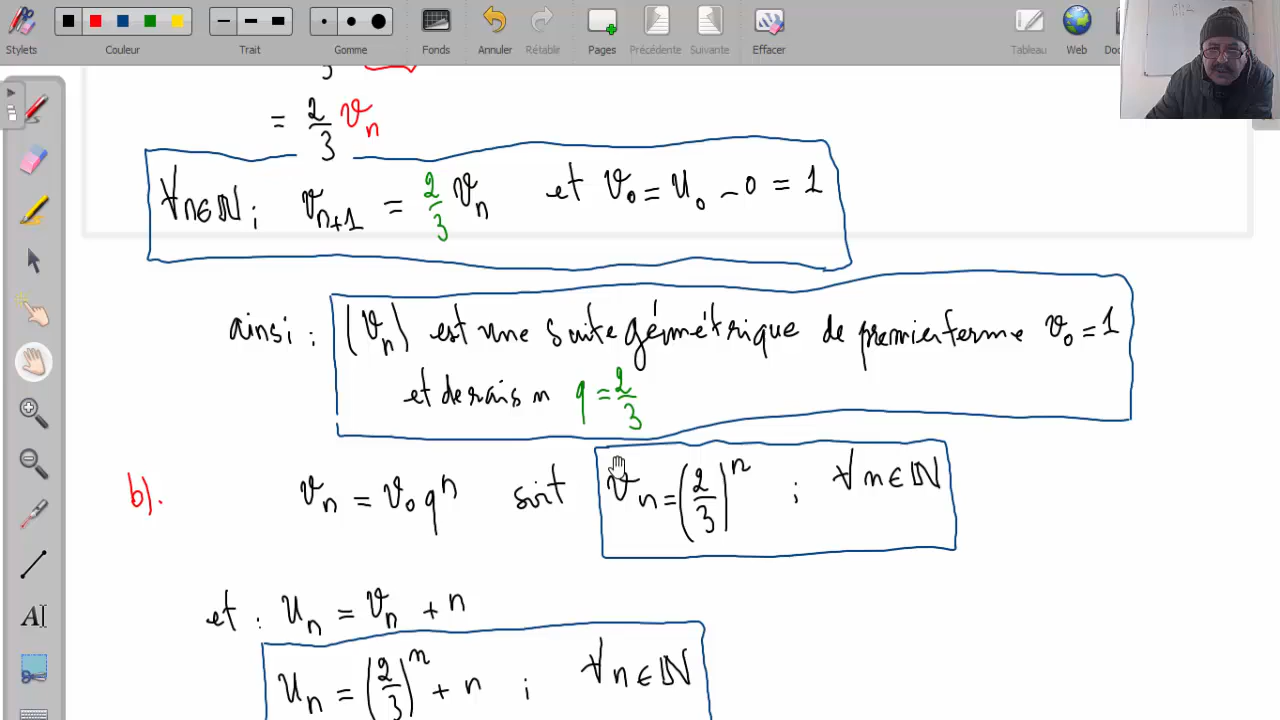 Stylets Couleur Trait Gomme Fonds Annuler Rétablir Pages Précédente Suivante Effacer Tableau Web
= 2/3 v_n
∀n∈ℕ; v_{n+1} = 2/3 v_n et v_0 = u_0 - 0 = 1
ainsi : (v_n) est une suite géométrique de premier terme v_0 = 1
et de raison q = 2/3
b). v_n = v_0 q^n soit v_n = (2/3)^n ; ∀n∈ℕ
et : u_n = v_n + n
u_n = (2/3)^n + n ; ∀n∈ℕ